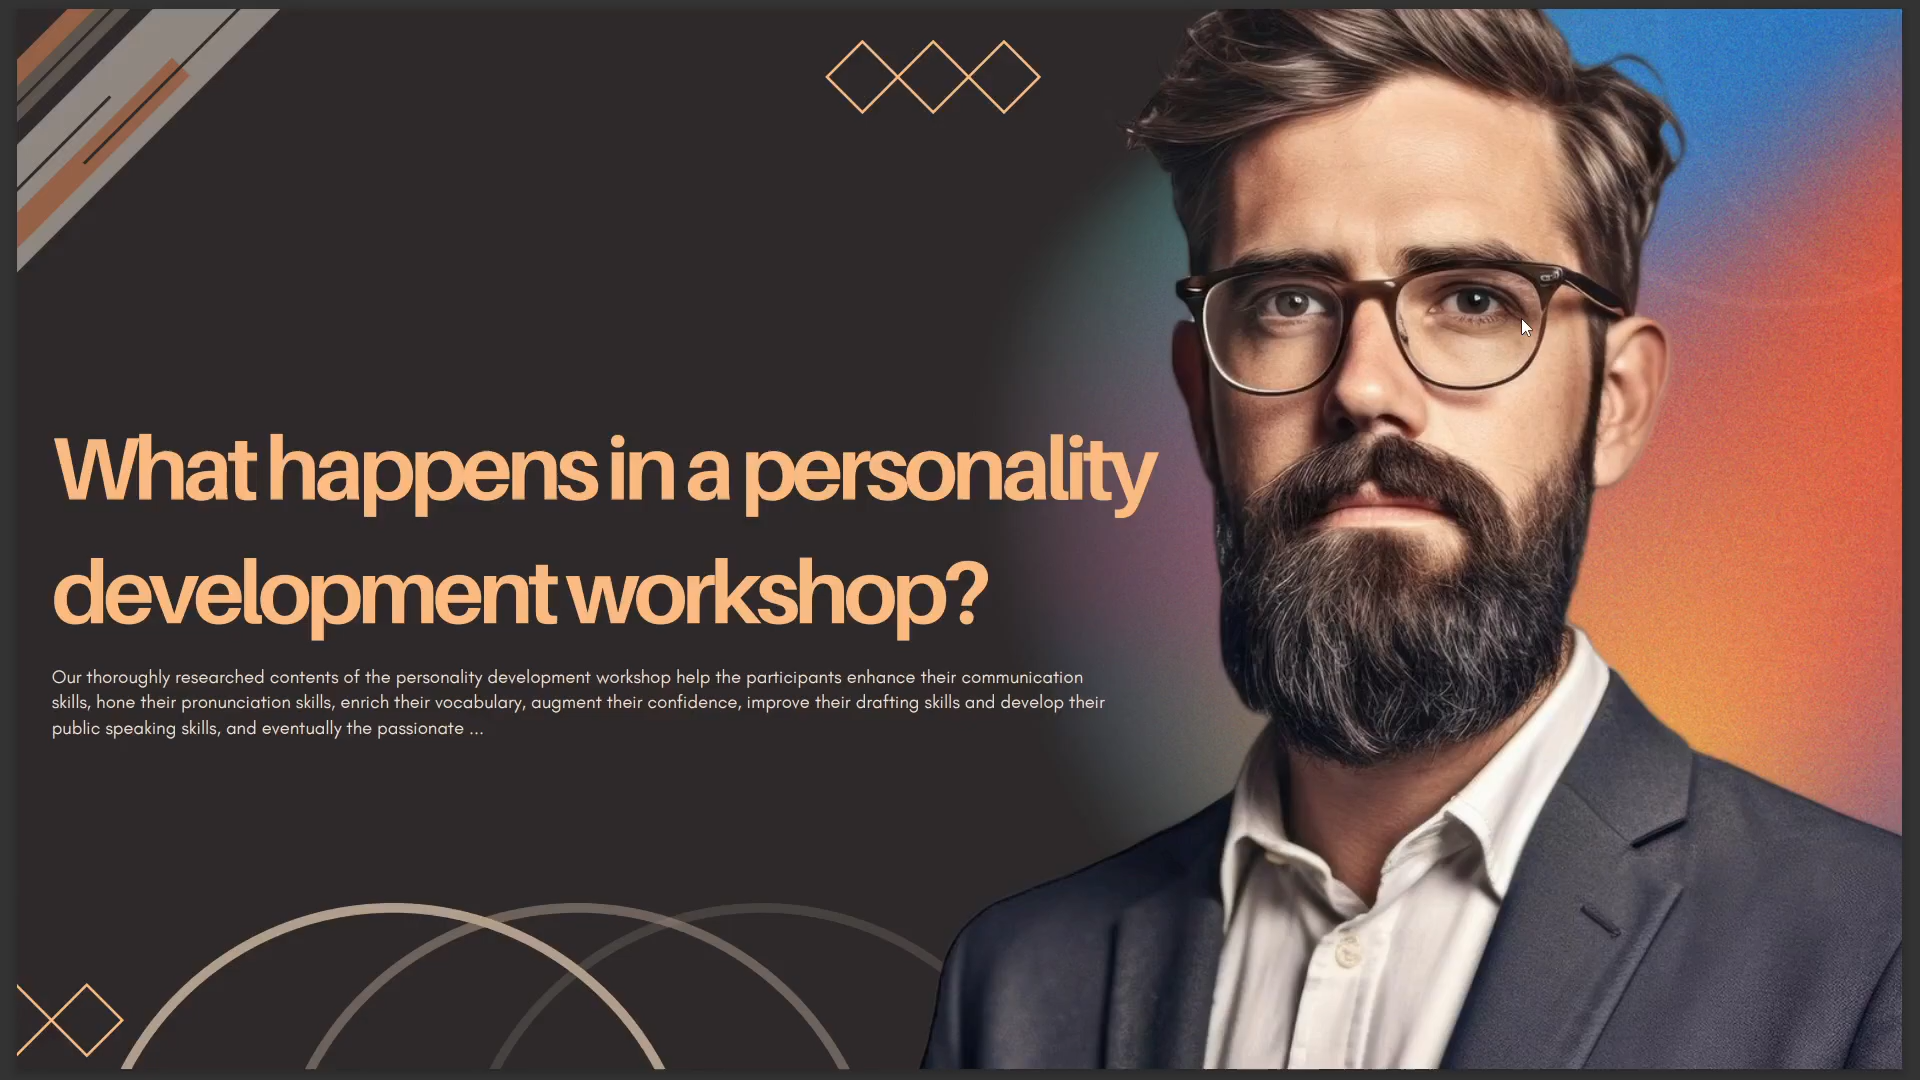 What happens in a personality
development workshop?
Our thoroughly researched contents of the personality development workshop help the participants enhance their communication
skills, hone their pronunciation skills, enrich their vocabulary, augment their confidence, improve their drafting skills and develop their
public speaking skills, and eventually the passionate ...